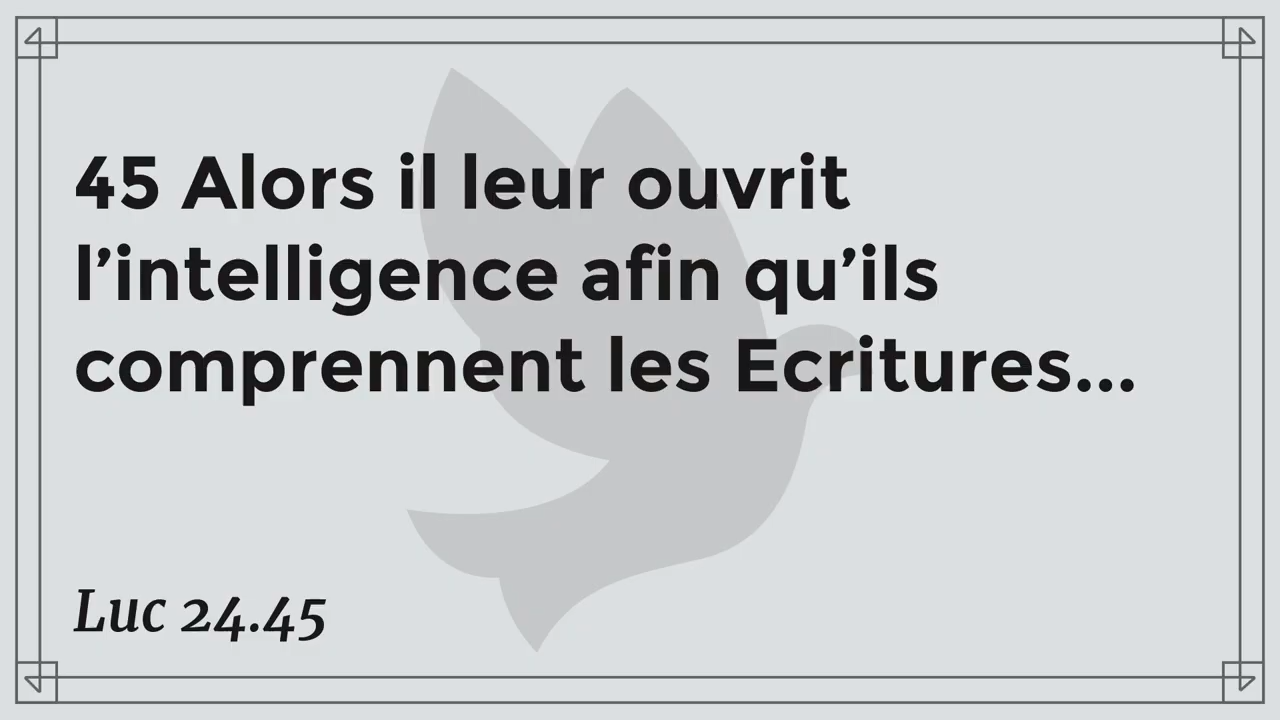 45 Alors il leur ouvrit
l’intelligence afin qu’ils
comprennent les Ecritures...
Luc 24.45